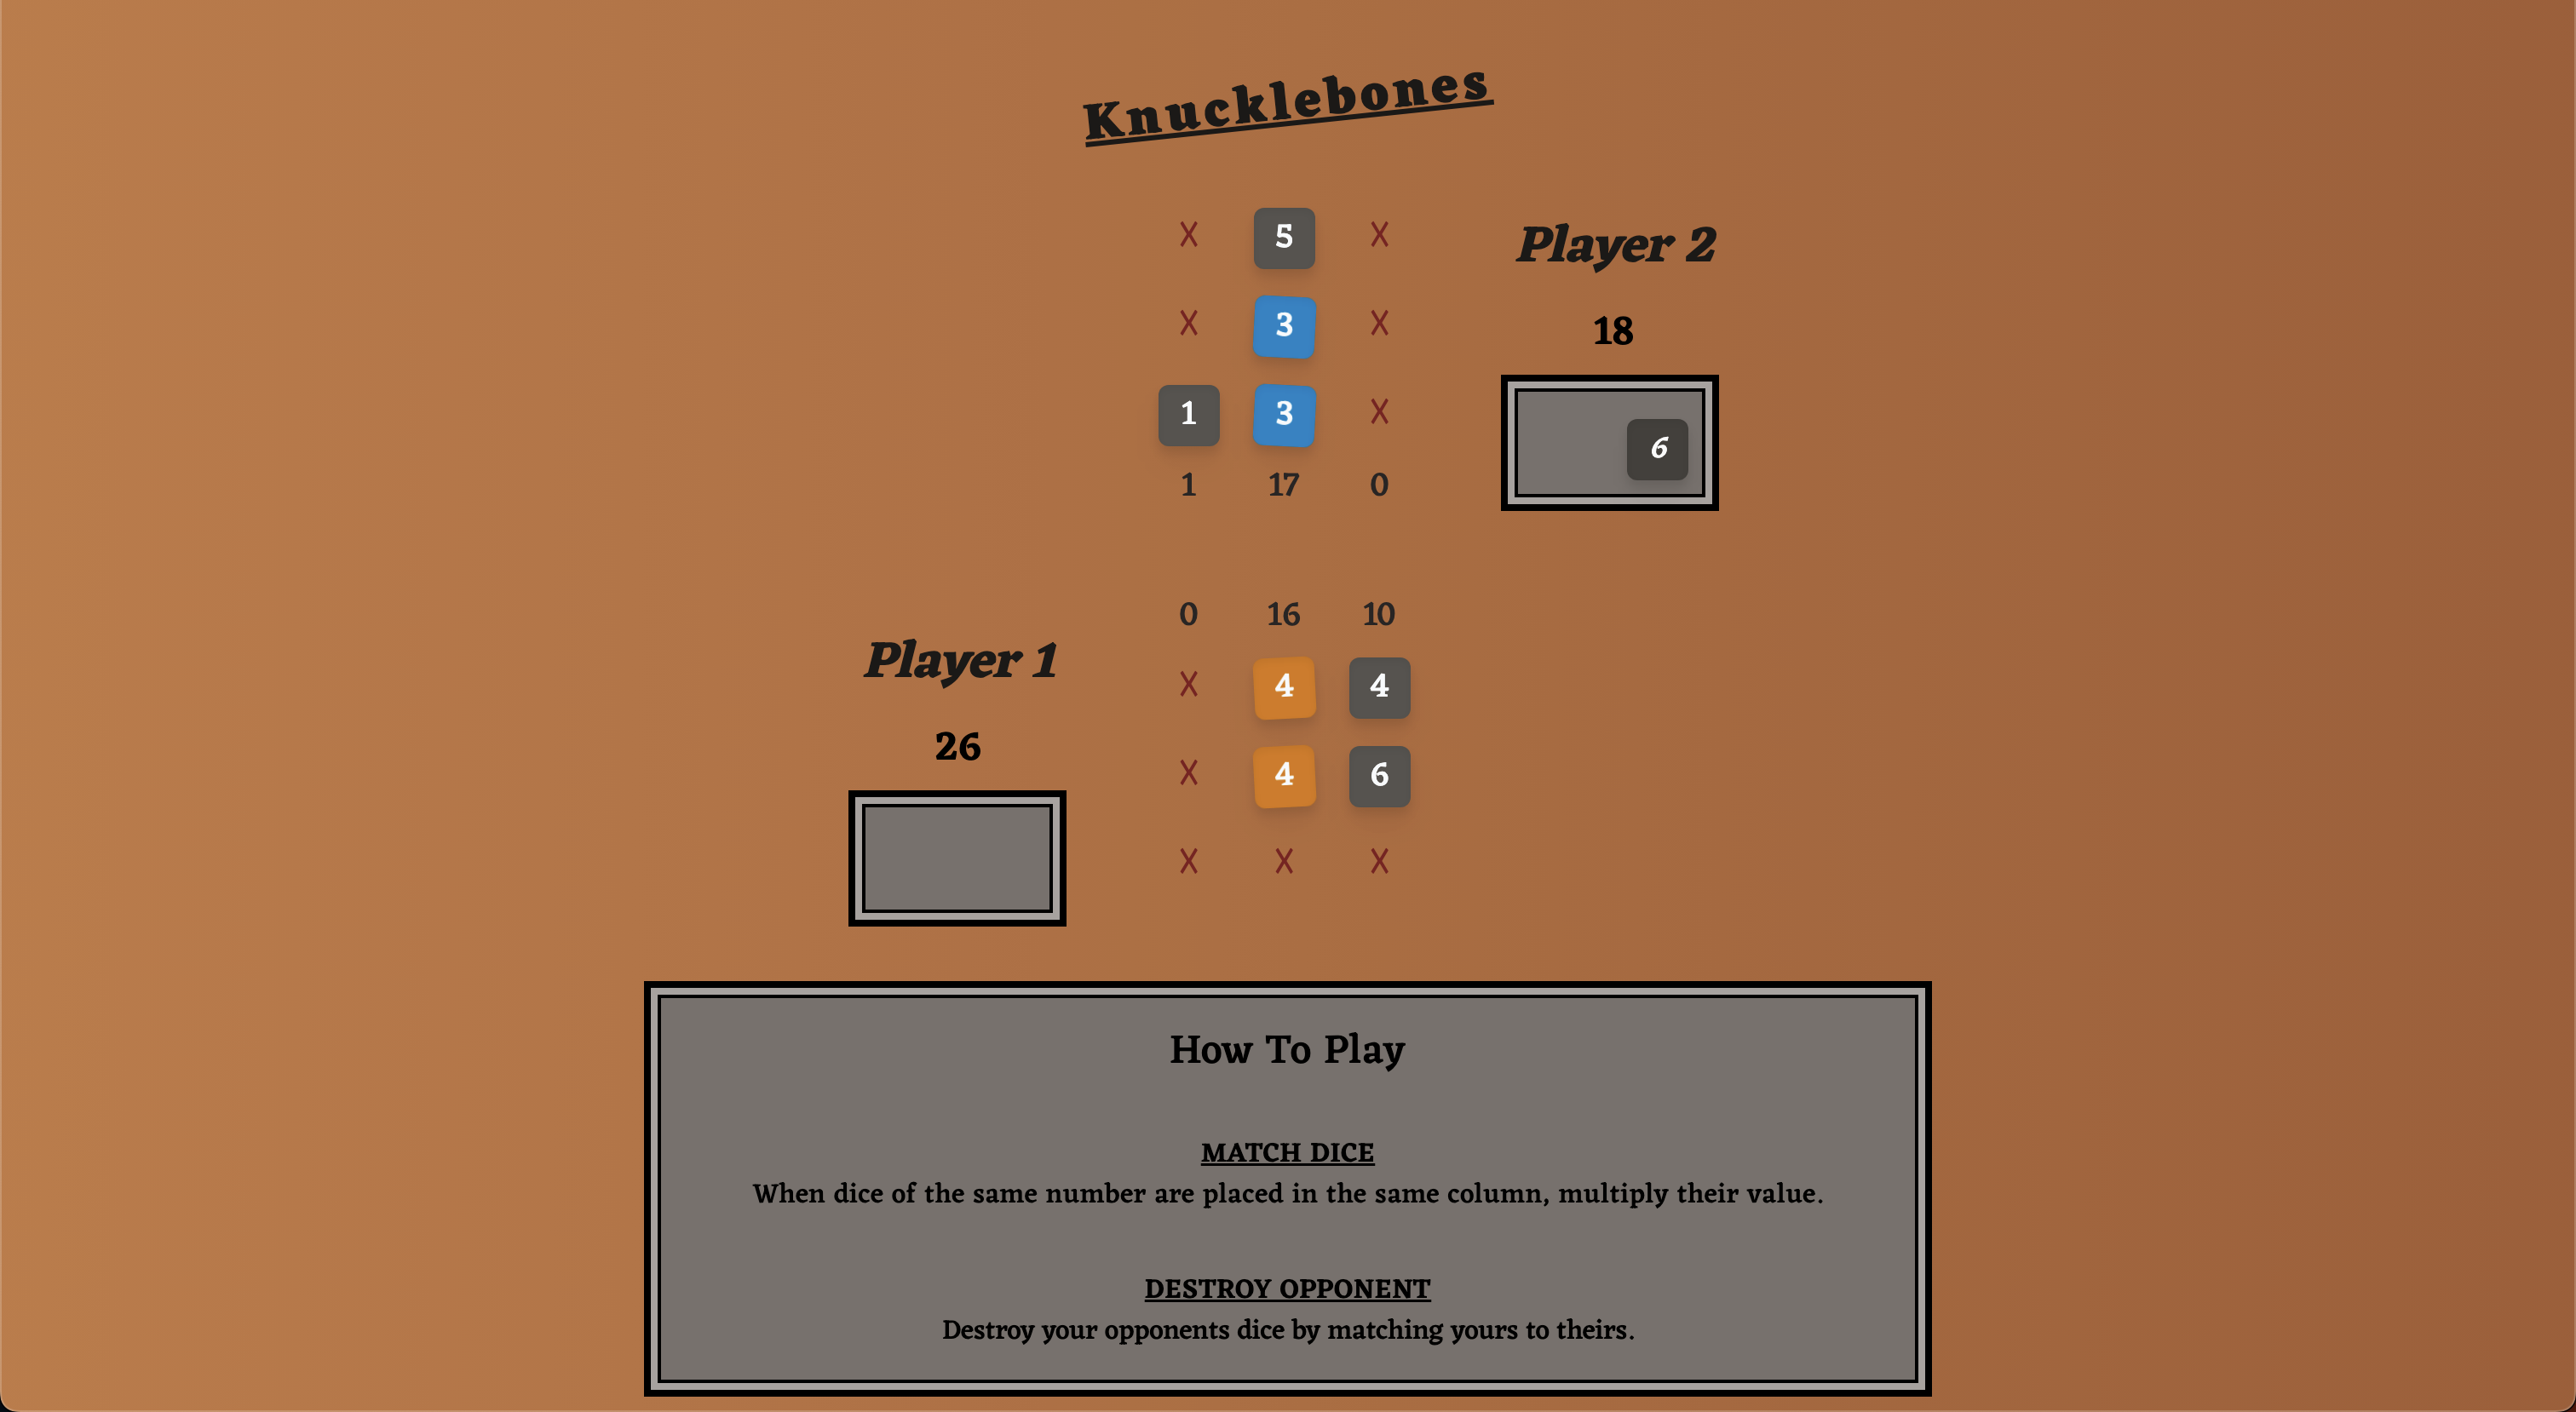 Knucklebones
X 5 X
Player 2
X 3 X
18
1 3 X
6
1 17 0
0 16 10
Player 1
X 4 4
26
X 4 6
X X X
How To Play
MATCH DICE
When dice of the same number are placed in the same column, multiply their value.
DESTROY OPPONENT
Destroy your opponents dice by matching yours to theirs.